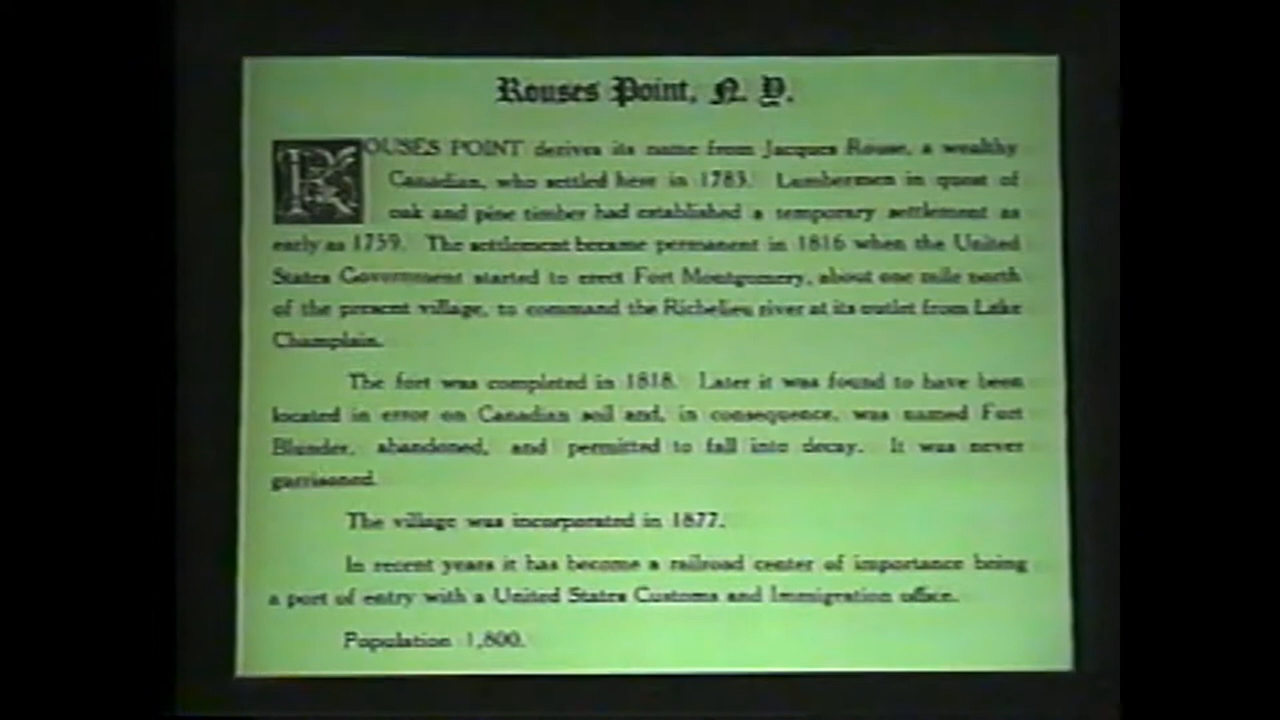 Rouses Point, N. Y.
ROUSES POINT derives its name from Jacques Rouse, a wealthy
Canadian, who settled here in 1783. Lumbermen in quest of
oak and pine timber had established a temporary settlement as
early as 1759. The settlement became permanent in 1816 when the United
States Government started to erect Fort Montgomery, about one mile north
of the present village, to command the Richelieu river at its outlet from Lake
Champlain.
The fort was completed in 1818. Later it was found to have been
located in error on Canadian soil and, in consequence, was named Fort
Blunder, abandoned, and permitted to fall into decay. It was never
garrisoned.
The village was incorporated in 1877.
In recent years it has become a railroad center of importance being
a port of entry with a United States Customs and Immigration office.
Population 1,800.